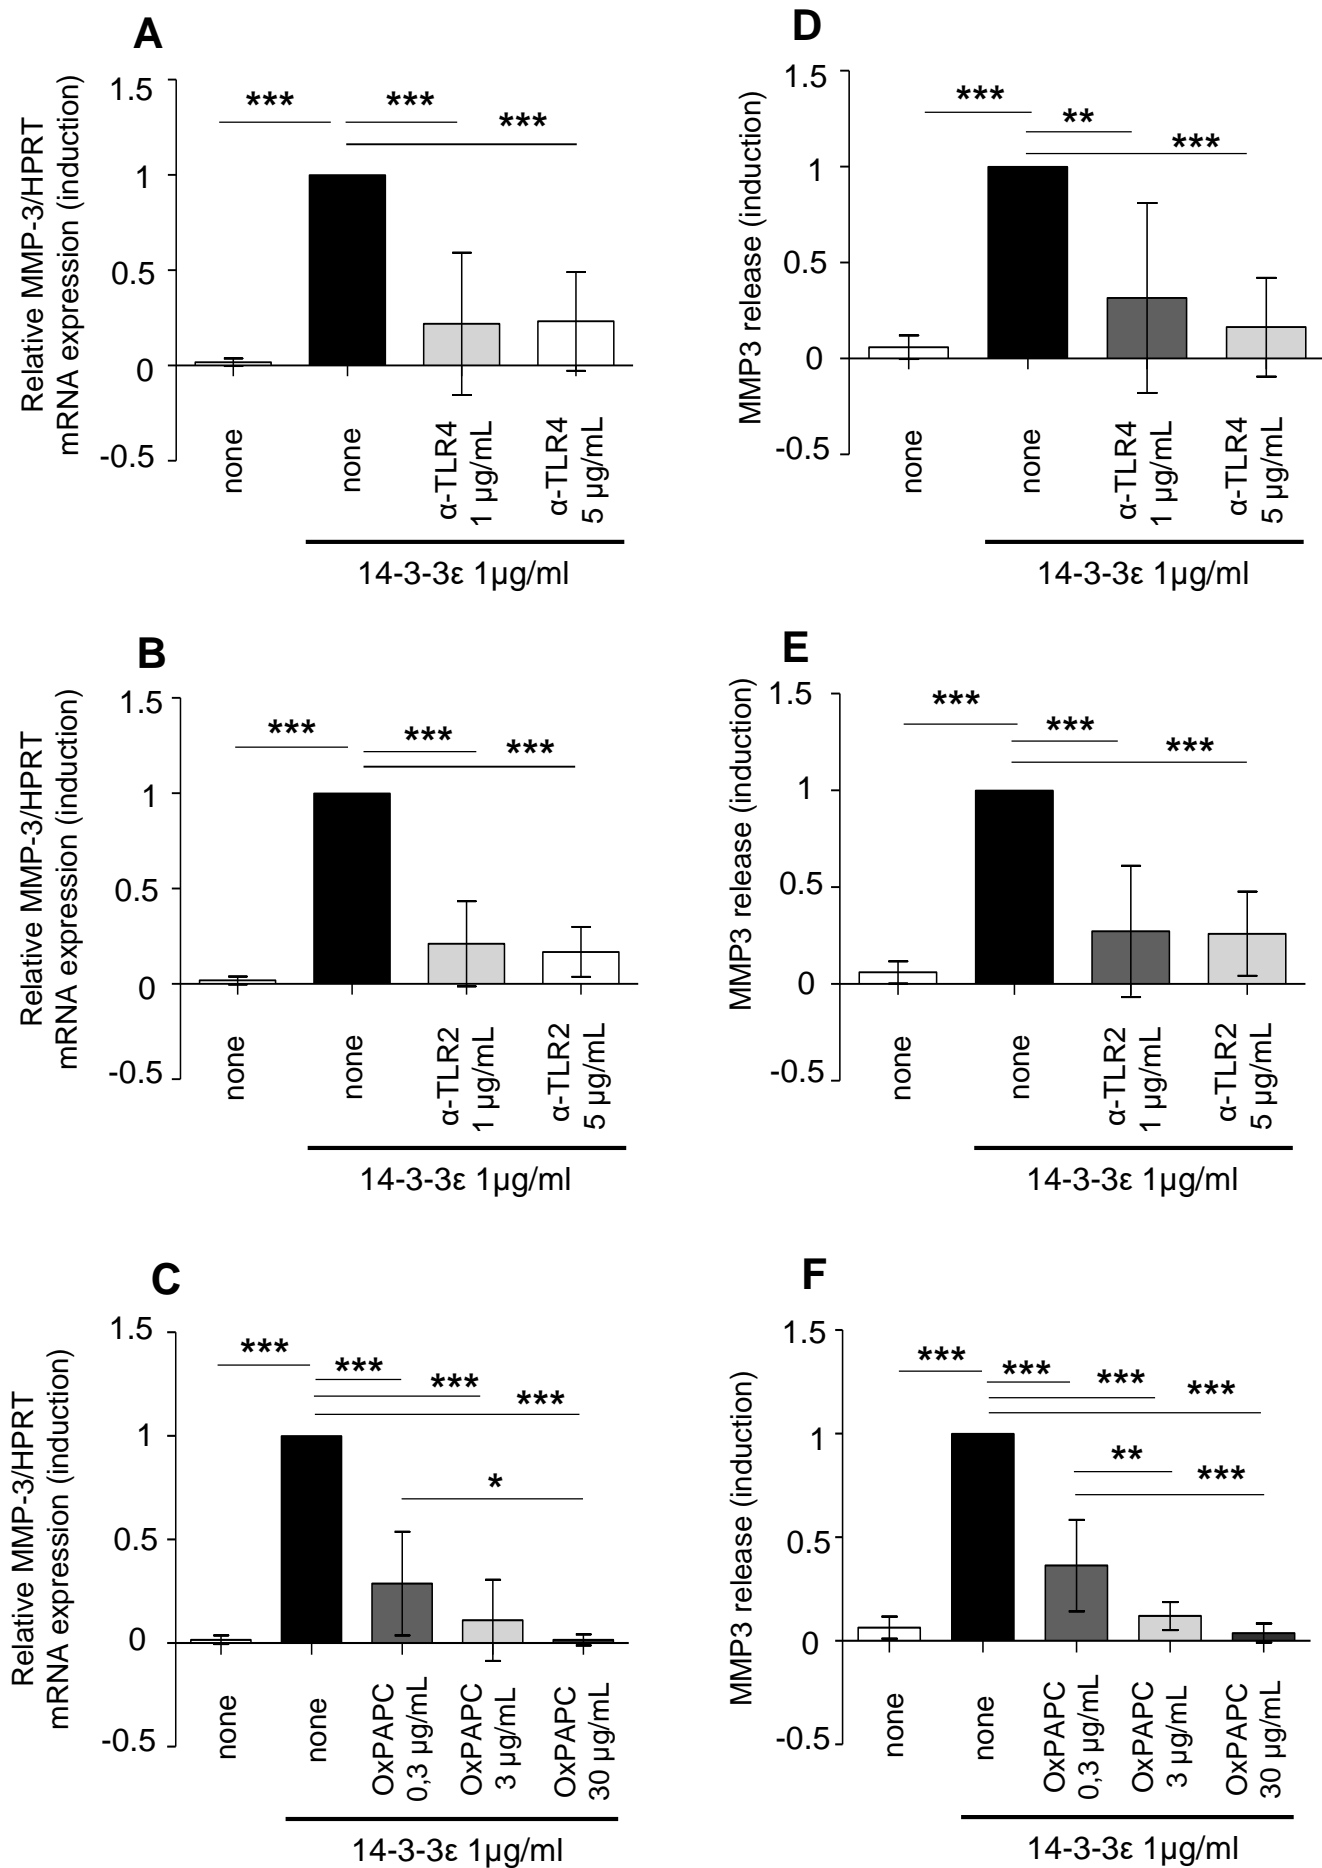 A
Relative MMP-3/HPRT
mRNA expression (induction)
1.5
1
0.5
0
-0.5
***
***
***
none
none
α-TLR4
1 µg/mL
α-TLR4
5 µg/mL
14-3-3ε 1µg/ml
D
MMP3 release (induction)
1.5
1
0.5
0
-0.5
***
**
***
none
none
α-TLR4
1 µg/mL
α-TLR4
5 µg/mL
14-3-3ε 1µg/ml
B
Relative MMP-3/HPRT
mRNA expression (induction)
1.5
1
0.5
0
-0.5
***
***
***
none
none
α-TLR2
1 µg/mL
α-TLR2
5 µg/mL
14-3-3ε 1µg/ml
E
MMP3 release (induction)
1.5
1
0.5
0
-0.5
***
***
***
none
none
α-TLR2
1 µg/mL
α-TLR2
5 µg/mL
14-3-3ε 1µg/ml
C
Relative MMP-3/HPRT
mRNA expression (induction)
1.5
1
0.5
0
-0.5
***
***
***
***
*
none
none
OxPAPC
0,3 µg/mL
OxPAPC
3 µg/mL
OxPAPC
30 µg/mL
14-3-3ε 1µg/ml
F
MMP3 release (induction)
1.5
1
0.5
0
-0.5
***
***
***
***
**
***
none
none
OxPAPC
0,3 µg/mL
OxPAPC
3 µg/mL
OxPAPC
30 µg/mL
14-3-3ε 1µg/ml